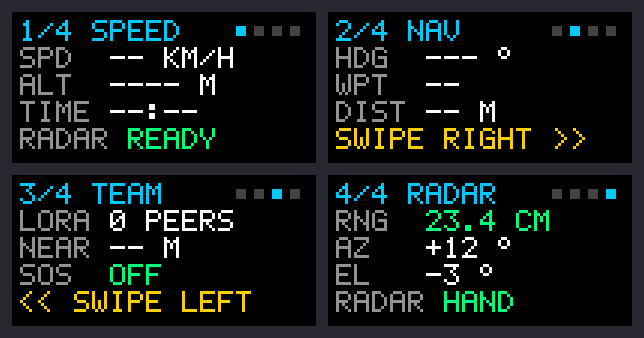 1/4 SPEED
SPD -- KM/H
ALT ---- M
TIME --:--
RADAR READY
2/4 NAV
HDG --- °
WPT --
DIST -- M
SWIPE RIGHT >>
3/4 TEAM
LORA 0 PEERS
NEAR -- M
SOS OFF
<< SWIPE LEFT
4/4 RADAR
RNG 23.4 CM
AZ +12 °
EL -3 °
RADAR HAND